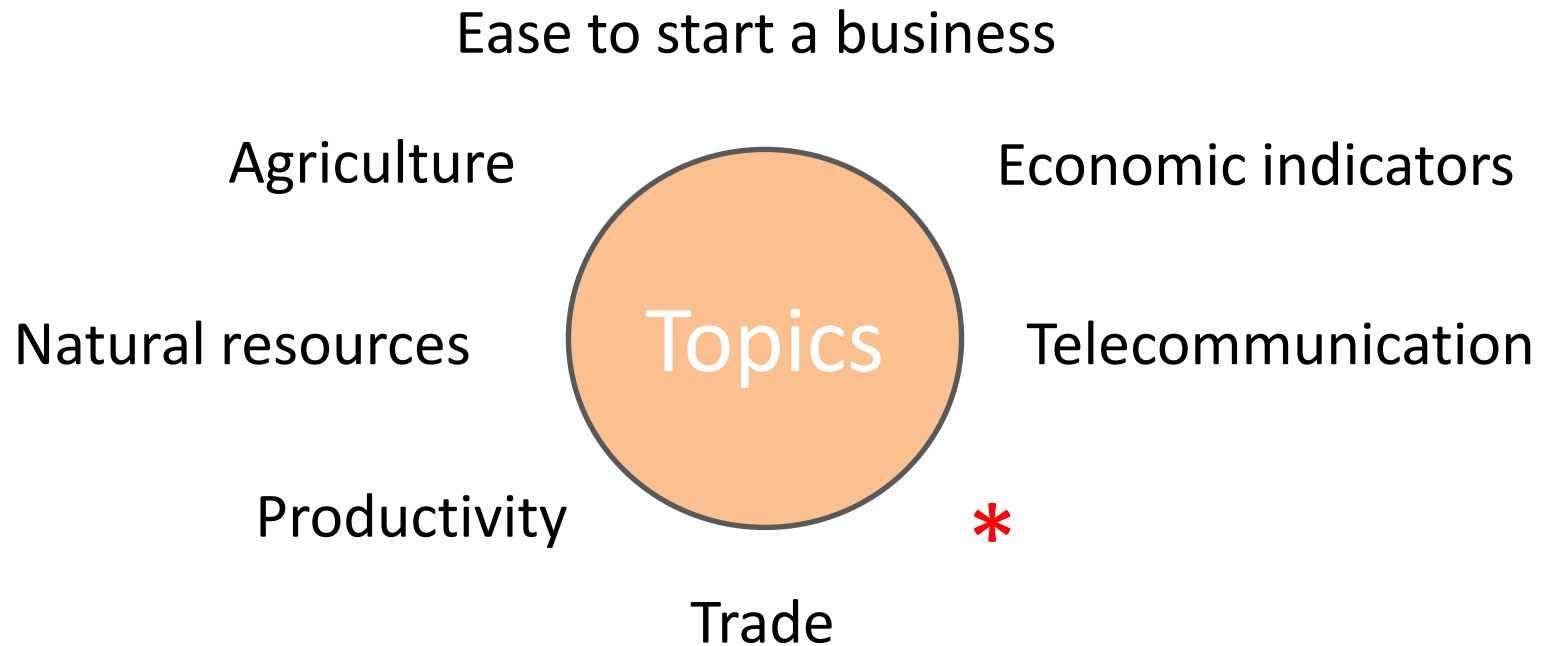 Ease to start a business
Agriculture
Economic indicators
Natural resources
Topics
Telecommunication
Productivity
*
Trade